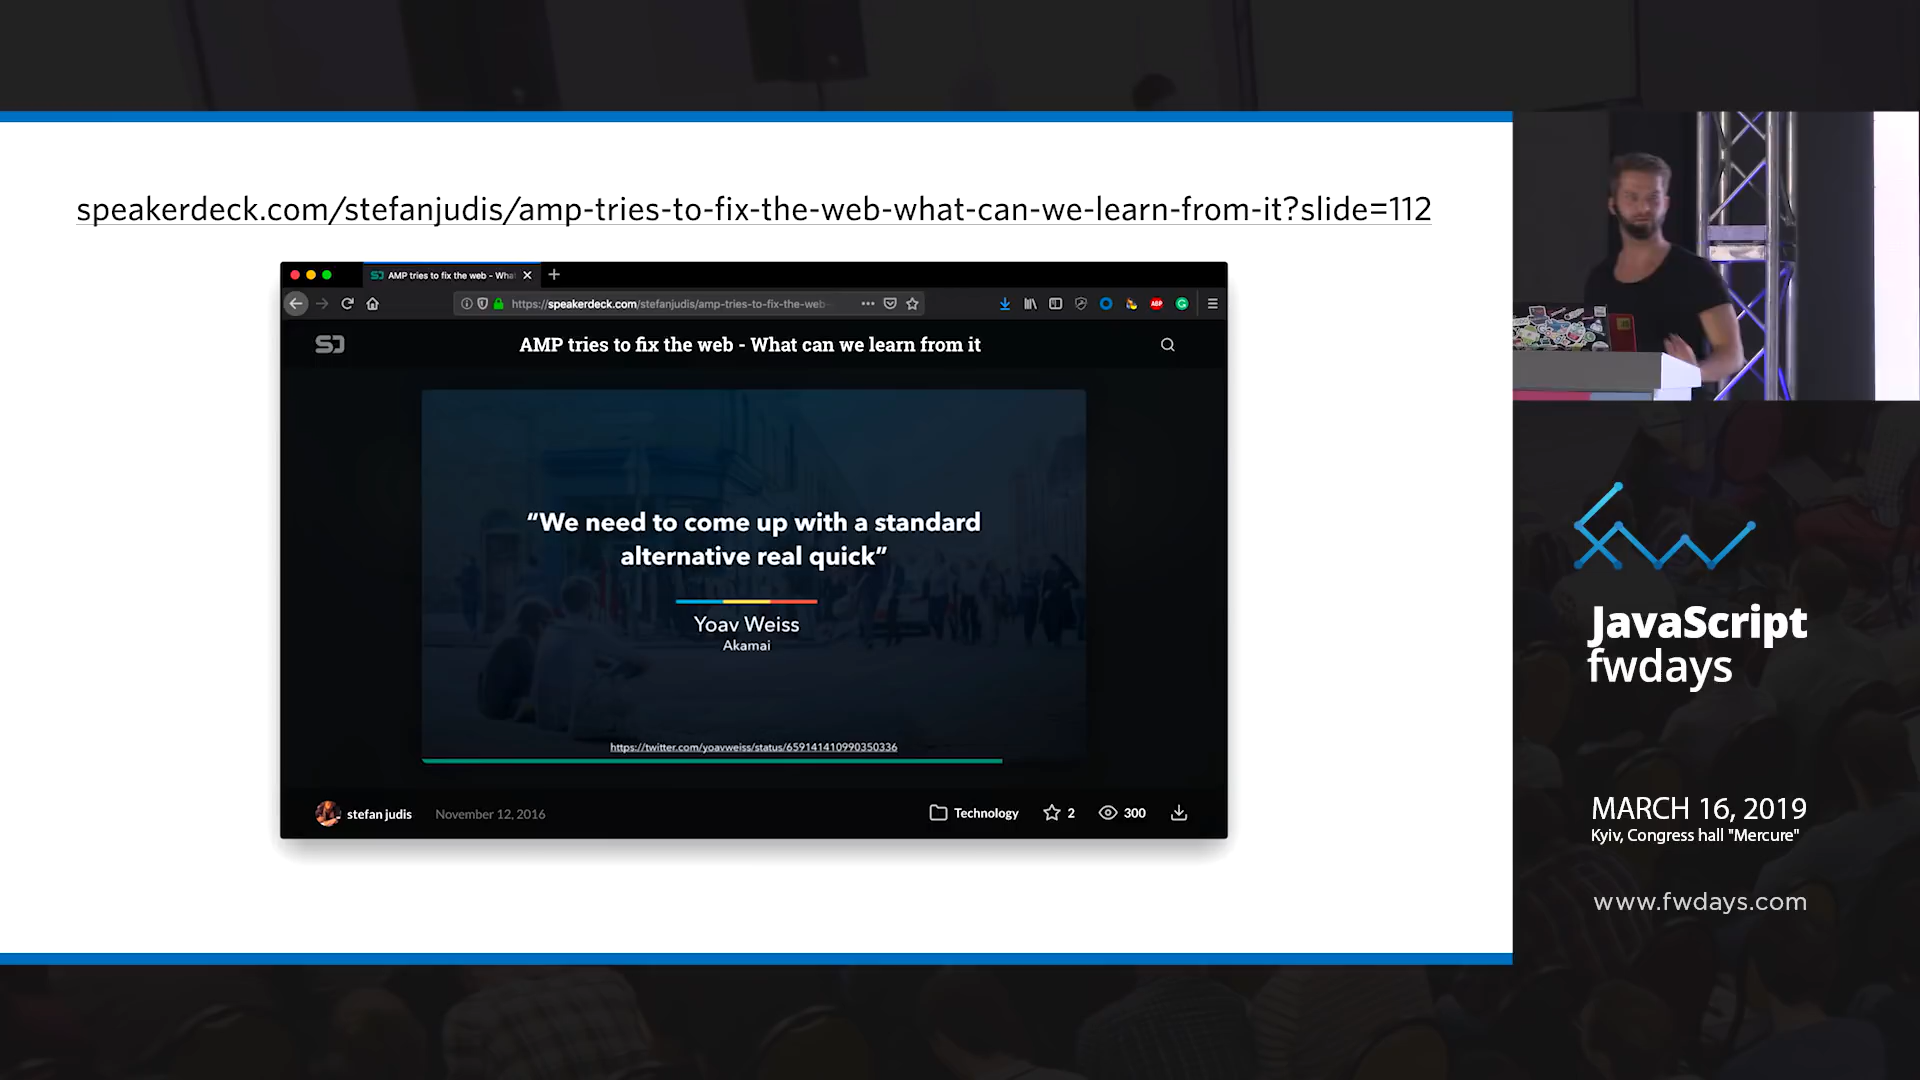 speakerdeck.com/stefanjudis/amp-tries-to-fix-the-web-what-can-we-learn-from-it?slide=112
AMP tries to fix the web - Wha
https://speakerdeck.com/stefanjudis/amp-tries-to-fix-the-web-
ABP
SJ
AMP tries to fix the web - What can we learn from it
“We need to come up with a standard
alternative real quick”
Yoav Weiss
Akamai
https://twitter.com/yoavweiss/status/659141410990350336
stefan judis
November 12, 2016
Technology
2
300
JavaScript
fwdays
MARCH 16, 2019
Kyiv, Congress hall "Mercure"
www.fwdays.com